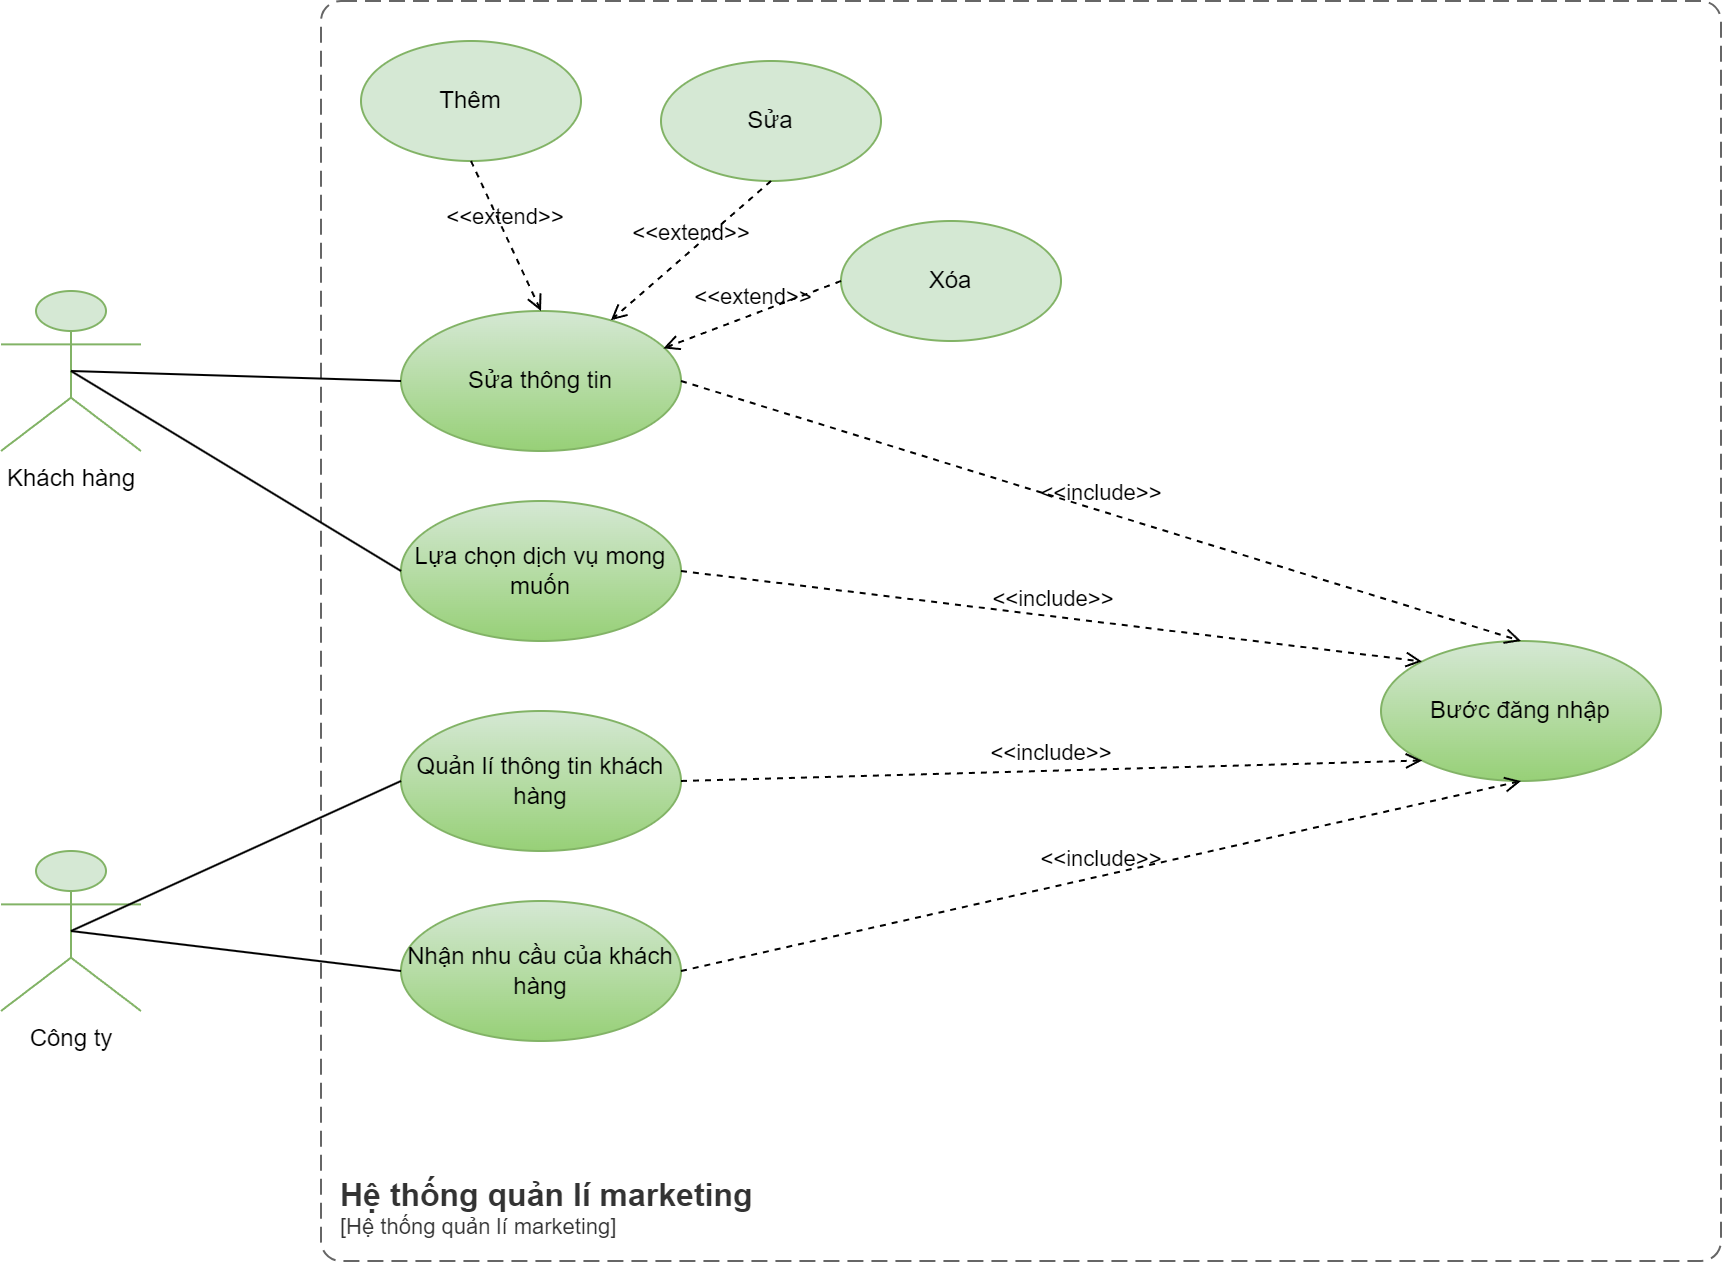 Thêm
Sửa
<<extend>>
<<extend>>
Xóa
<<extend>>
Sửa thông tin
Khách hàng
<<include>>
Lựa chọn dịch vụ mong
muốn
<<include>>
Bước đăng nhập
Quản lí thông tin khách
hàng
<<include>>
<<include>>
Nhận nhu cầu của khách
hàng
Công ty
Hệ thống quản lí marketing
[Hệ thống quản lí marketing]